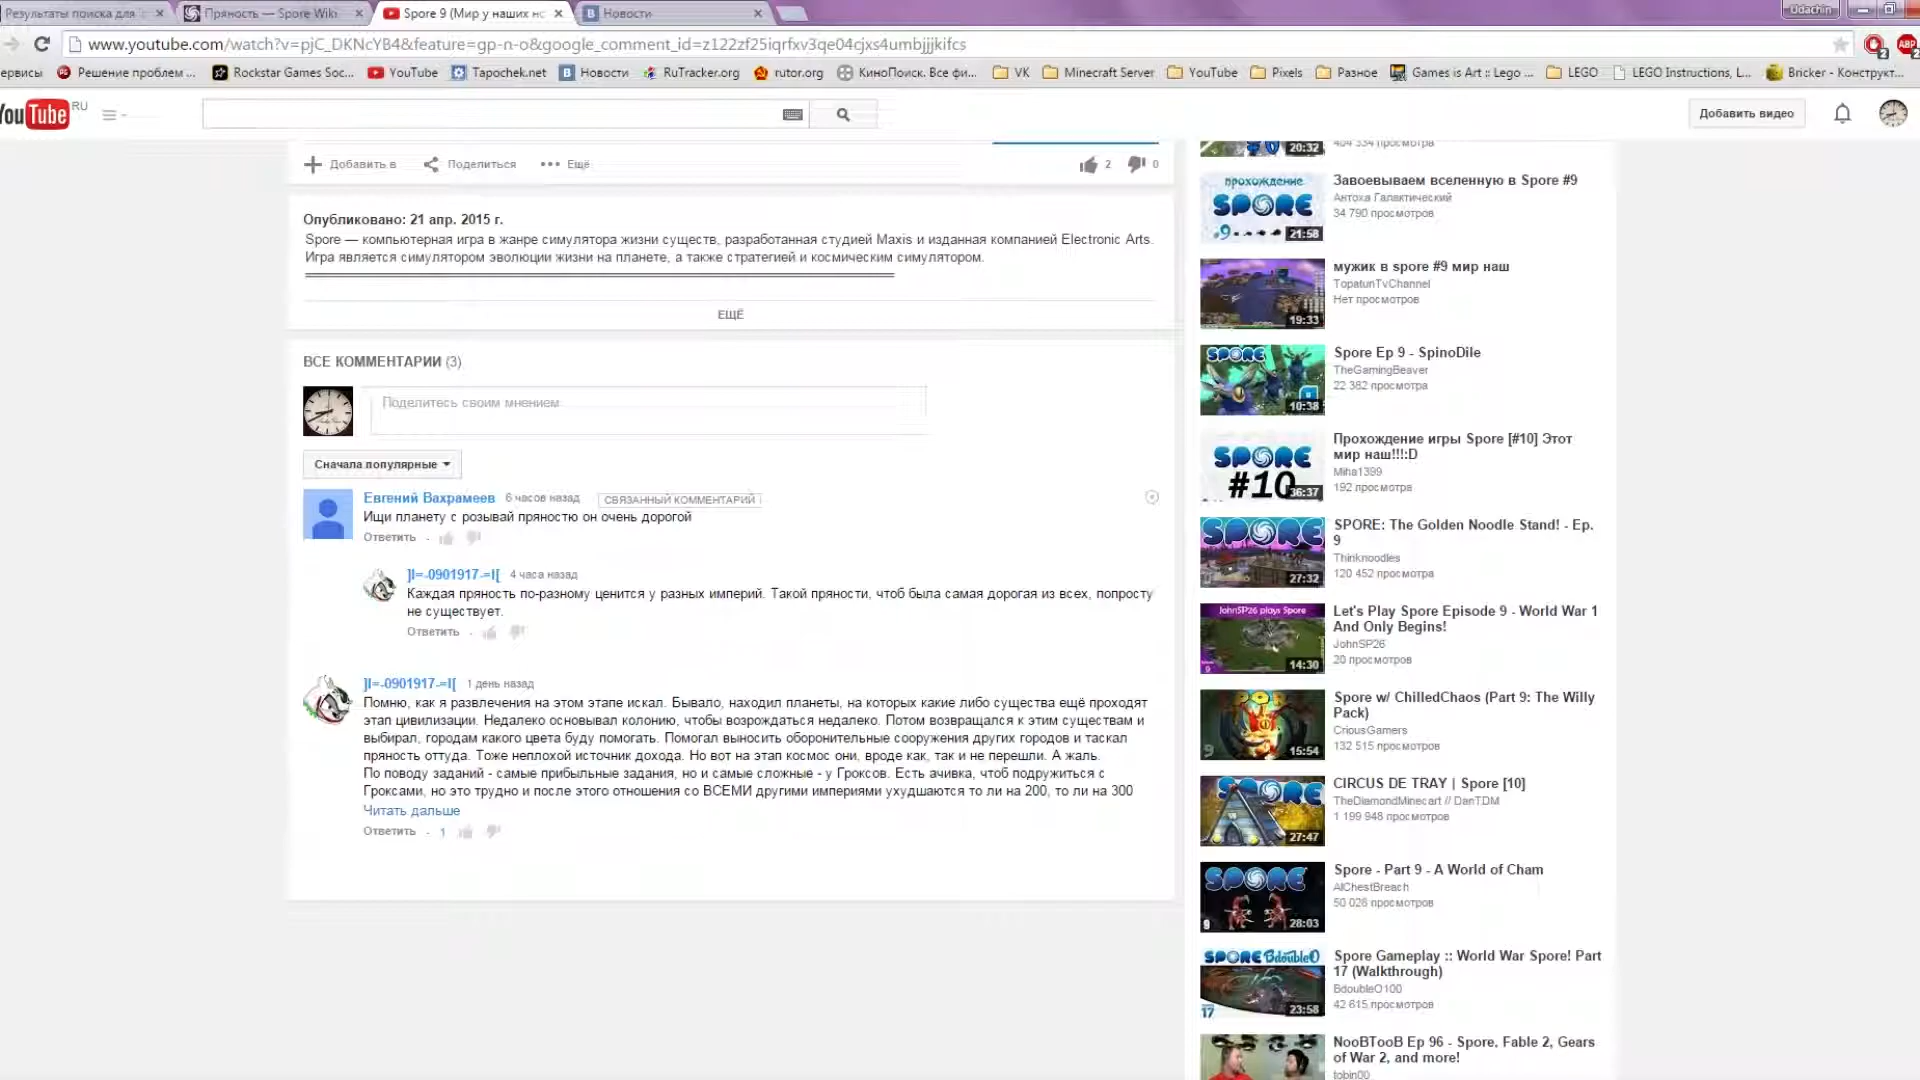 Результаты поиска для
Пряность — Spore Wiki
Spore 9 (Мир у наших но
Новости
Udachin
www.youtube.com/watch?v=pjC_DKNcYB4&feature=gp-n-o&google_comment_id=z122zf25iqrfxv3qe04cjxs4umbjjjkifcs
ервисы
Решение проблем ...
Rockstar Games Soc...
YouTube
Tapochek.net
Новости
RuTracker.org
rutor.org
КиноПоиск. Все фи...
VK
Minecraft Server
YouTube
Pixels
Разное
Games is Art :: Lego ...
LEGO
LEGO Instructions, L...
Bricker - Конструкт...
YouTube RU
Добавить видео
Добавить в
Поделиться
Ещё
2
0
Опубликовано: 21 апр. 2015 г.
Spore — компьютерная игра в жанре симулятора жизни существ, разработанная студией Maxis и изданная компанией Electronic Arts.
Игра является симулятором эволюции жизни на планете, а также стратегией и космическим симулятором.
ЕЩЁ
ВСЕ КОММЕНТАРИИ (3)
Поделитесь своим мнением
Сначала популярные
Евгений Вахрамеев 6 часов назад СВЯЗАННЫЙ КОММЕНТАРИЙ
Ищи планету с розывай пряностю он очень дорогой
Ответить
]I=-0901917-=I[ 4 часа назад
Каждая пряность по-разному ценится у разных империй. Такой пряности, чтоб была самая дорогая из всех, попросту
не существует.
Ответить
]I=-0901917-=I[ 1 день назад
Помню, как я развлечения на этом этапе искал. Бывало, находил планеты, на которых какие либо существа ещё проходят
этап цивилизации. Недалеко основывал колонию, чтобы возрождаться недалеко. Потом возвращался к этим существам и
выбирал, городам какого цвета буду помогать. Помогал выносить оборонительные сооружения других городов и таскал
пряность оттуда. Тоже неплохой источник дохода. Но вот на этап космос они, вроде как, так и не перешли. А жаль.
По поводу заданий - самые прибыльные задания, но и самые сложные - у Гроксов. Есть ачивка, чтоб подружиться с
Гроксами, но это трудно и после этого отношения со ВСЕМИ другими империями ухудшаются то ли на 200, то ли на 300
Читать дальше
Ответить 1
20:32
404 334 просмотра
прохождение
SPORE
9
21:58
Завоевываем вселенную в Spore #9
Антоха Галактический
34 790 просмотров
19:33
мужик в spore #9 мир наш
TopatunTvChannel
Нет просмотров
SPORE
10:38
Spore Ep 9 - SpinoDile
TheGamingBeaver
22 382 просмотра
SPORE
#10
36:37
Прохождение игры Spore [#10] Этот
мир наш!!!:D
Miha1399
192 просмотра
SPORE
27:32
SPORE: The Golden Noodle Stand! - Ep.
9
Thinknoodles
120 452 просмотра
JohnSP26 plays Spore
14:30
Let's Play Spore Episode 9 - World War 1
And Only Begins!
JohnSP26
20 просмотров
9
15:54
Spore w/ ChilledChaos (Part 9: The Willy
Pack)
CriousGamers
132 515 просмотров
SPORE
27:47
CIRCUS DE TRAY | Spore [10]
TheDiamondMinecart // DanTDM
1 199 948 просмотров
SPORE
9
28:03
Spore - Part 9 - A World of Cham
AlChestBreach
50 026 просмотров
SPORE BdoubleO
17
23:58
Spore Gameplay :: World War Spore! Part
17 (Walkthrough)
BdoubleO100
42 615 просмотров
NooBTooB Ep 96 - Spore, Fable 2, Gears
of War 2, and more!
tobin00